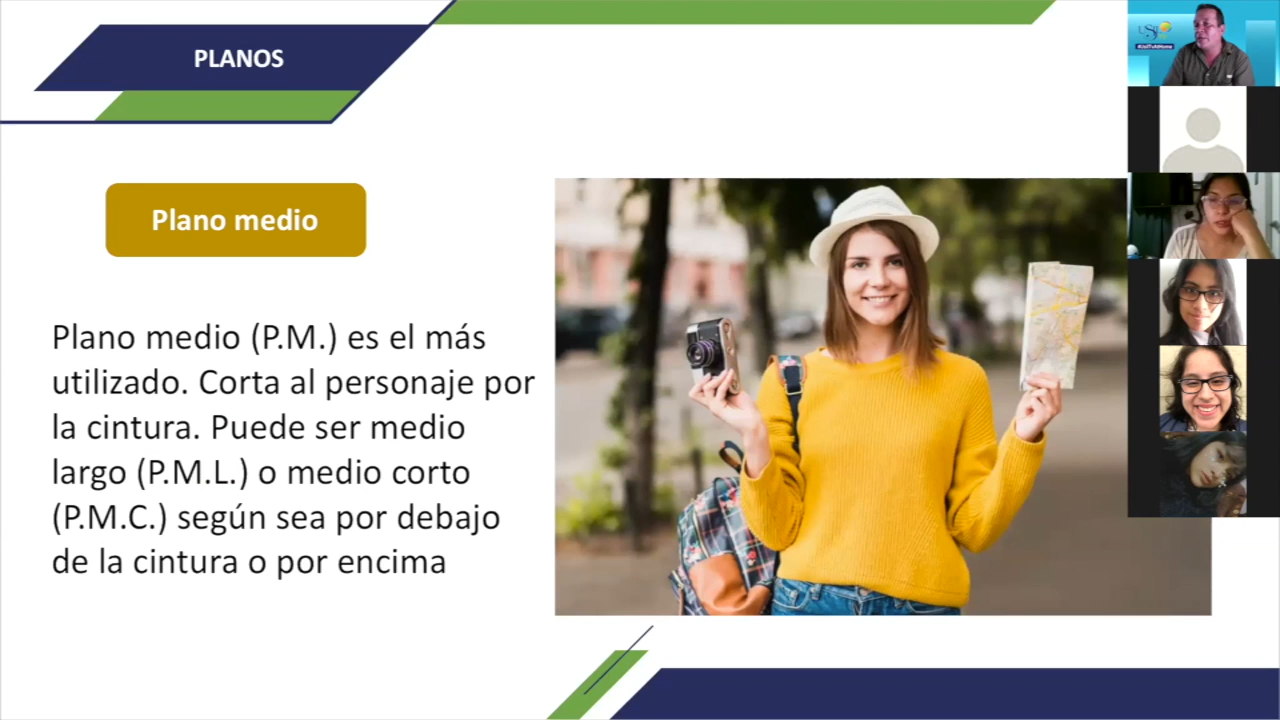 PLANOS
Plano medio
Plano medio (P.M.) es el más
utilizado. Corta al personaje por
la cintura. Puede ser medio
largo (P.M.L.) o medio corto
(P.M.C.) según sea por debajo
de la cintura o por encima